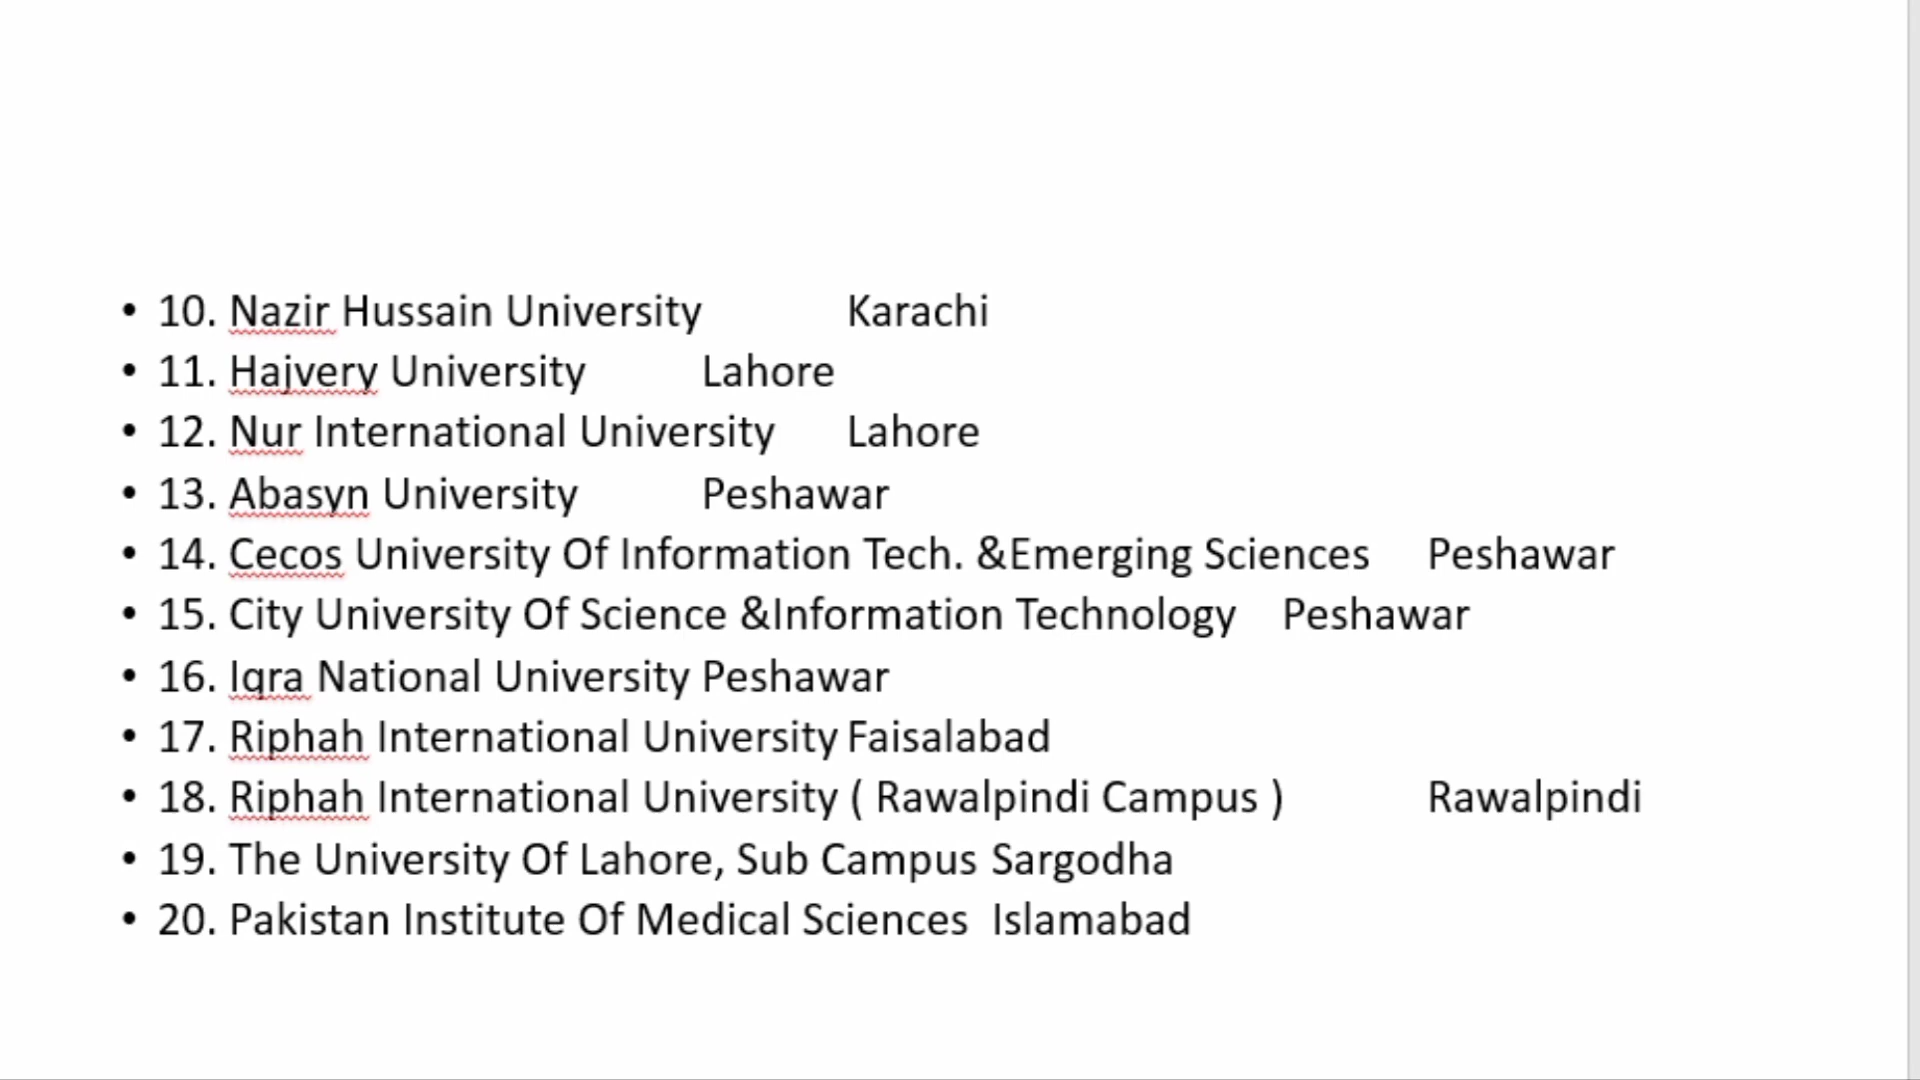 • 10. Nazir Hussain University Karachi
• 11. Hajvery University Lahore
• 12. Nur International University Lahore
• 13. Abasyn University Peshawar
• 14. Cecos University Of Information Tech. &Emerging Sciences Peshawar
• 15. City University Of Science &Information Technology Peshawar
• 16. Iqra National University Peshawar
• 17. Riphah International University Faisalabad
• 18. Riphah International University ( Rawalpindi Campus ) Rawalpindi
• 19. The University Of Lahore, Sub Campus Sargodha
• 20. Pakistan Institute Of Medical Sciences Islamabad